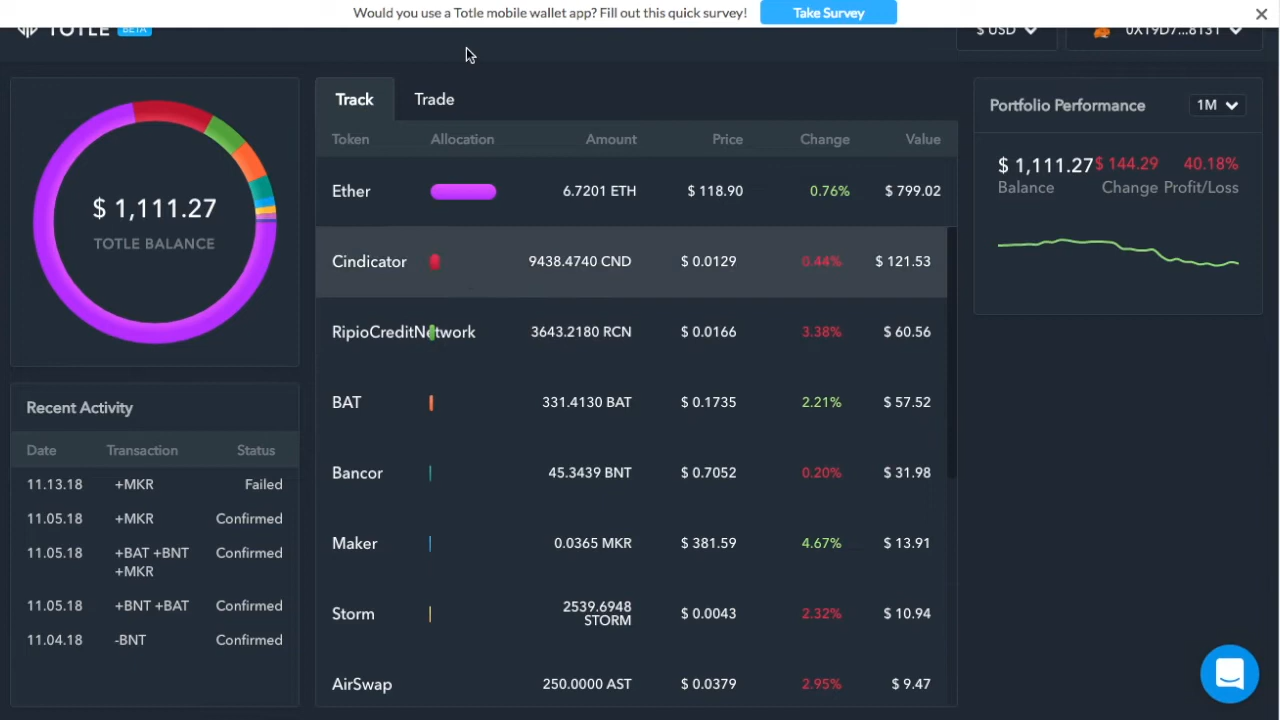 Would you use a Totle mobile wallet app? Fill out this quick survey! Take Survey
TOTLE BETA
$ USD 0X19D7...8131
$ 1,111.27
TOTLE BALANCE
Recent Activity
Date Transaction Status
11.13.18 +MKR Failed
11.05.18 +MKR Confirmed
11.05.18 +BAT +BNT Confirmed
+MKR
11.05.18 +BNT +BAT Confirmed
11.04.18 -BNT Confirmed
Track Trade
Token Allocation Amount Price Change Value
Ether 6.7201 ETH $ 118.90 0.76% $ 799.02
Cindicator 9438.4740 CND $ 0.0129 0.44% $ 121.53
RipioCreditNetwork 3643.2180 RCN $ 0.0166 3.38% $ 60.56
BAT 331.4130 BAT $ 0.1735 2.21% $ 57.52
Bancor 45.3439 BNT $ 0.7052 0.20% $ 31.98
Maker 0.0365 MKR $ 381.59 4.67% $ 13.91
Storm 2539.6948 STORM $ 0.0043 2.32% $ 10.94
AirSwap 250.0000 AST $ 0.0379 2.95% $ 9.47
Portfolio Performance 1M
$ 1,111.27 $ 144.29 40.18%
Balance Change Profit/Loss